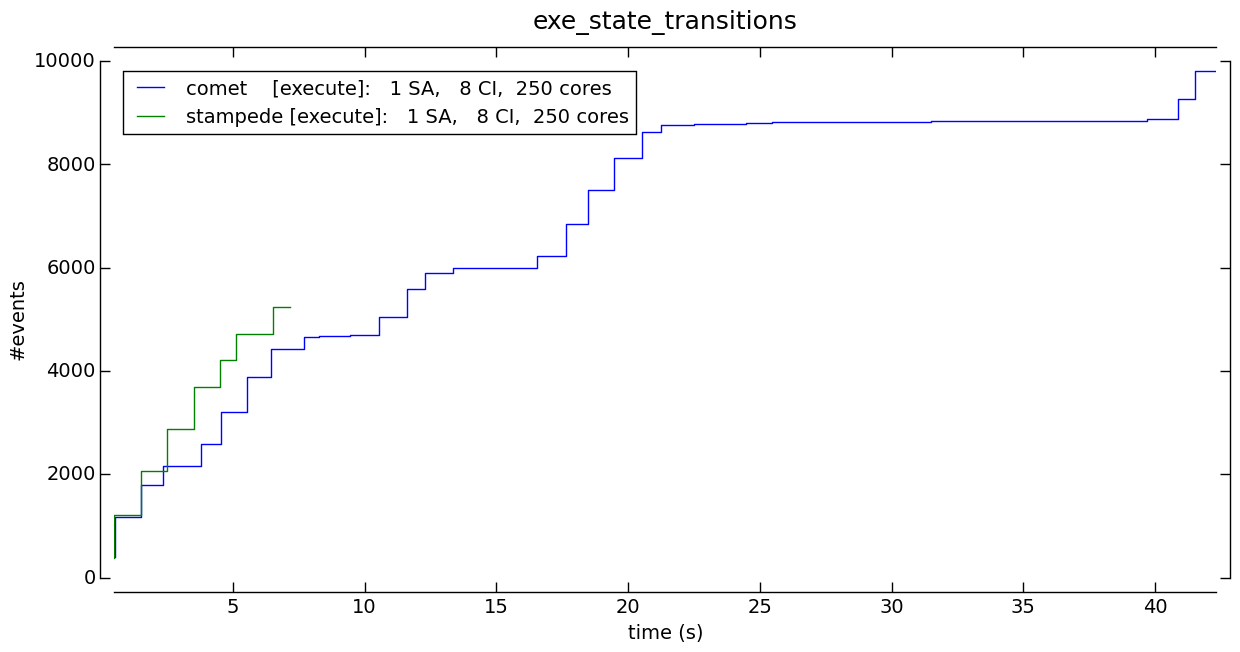 exe_state_transitions
10000
comet [execute]: 1 SA, 8 CI, 250 cores
stampede [execute]: 1 SA, 8 CI, 250 cores
8000
6000
#events
4000
2000
0
5 10 15 20 25 30 35 40
time (s)